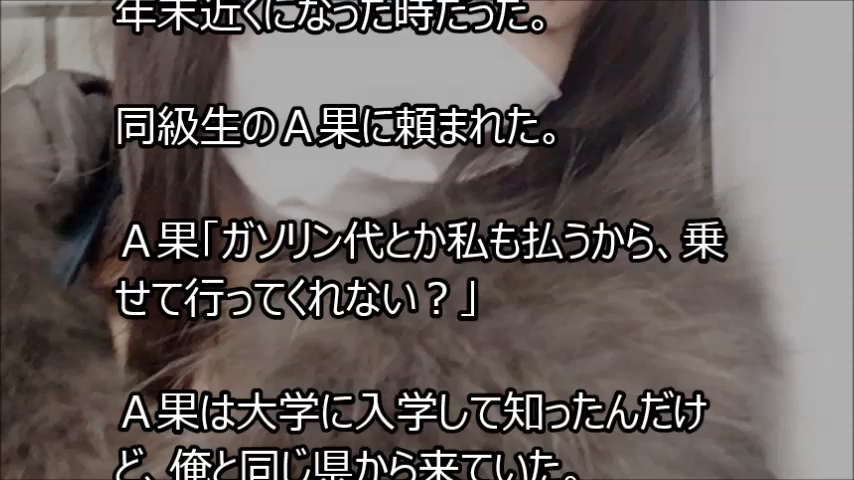 年末近くになった時だった。
同級生のＡ果に頼まれた。
Ａ果「ガソリン代とか私も払うから、乗
せて行ってくれない？」
Ａ果は大学に入学して知ったんだけ
ど、俺と同じ県から来ていた。